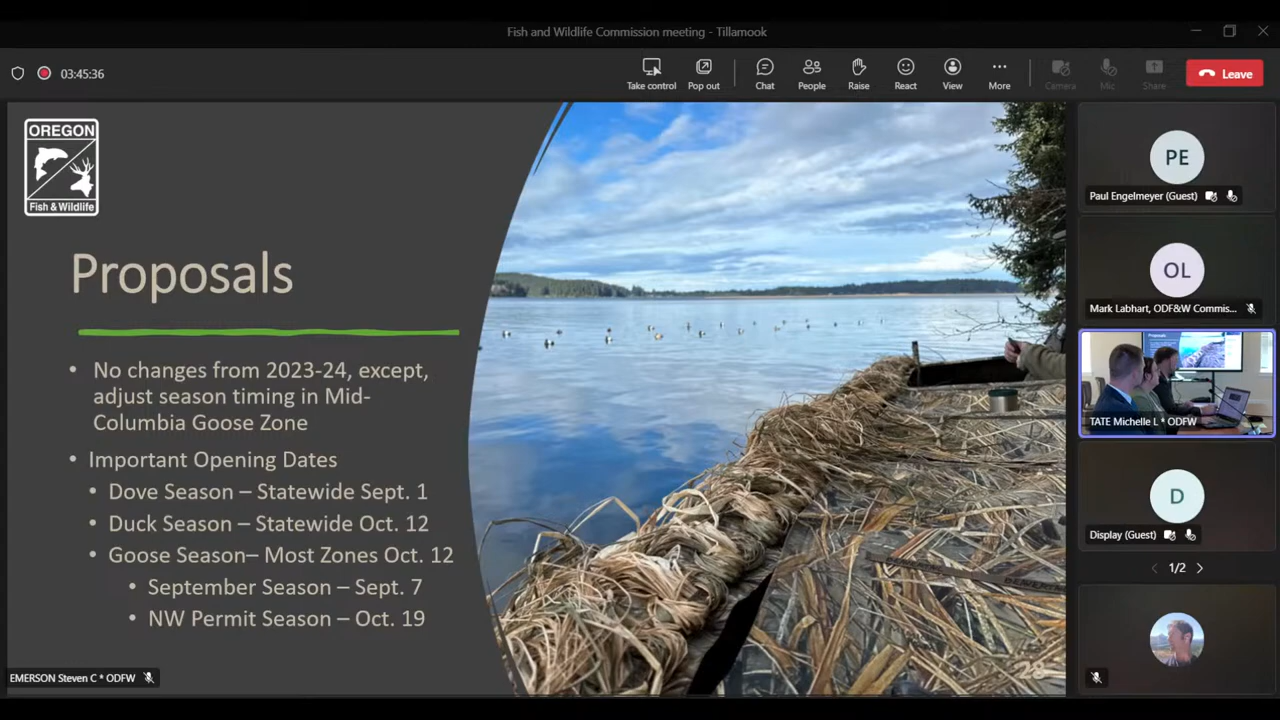 Fish and Wildlife Commission meeting - Tillamook
03:45:36
Take control
Pop out
Chat
People
Raise
React
View
More
Camera
Mic
Share
Leave
OREGON
Fish & Wildlife
Proposals
• No changes from 2023-24, except,
adjust season timing in Mid-
Columbia Goose Zone
• Important Opening Dates
• Dove Season – Statewide Sept. 1
• Duck Season – Statewide Oct. 12
• Goose Season– Most Zones Oct. 12
• September Season – Sept. 7
• NW Permit Season – Oct. 19
28
EMERSON Steven C * ODFW
PE
Paul Engelmeyer (Guest)
OL
Mark Labhart, ODF&W Commis...
Proposals
TATE Michelle L * ODFW
D
Display (Guest)
1/2